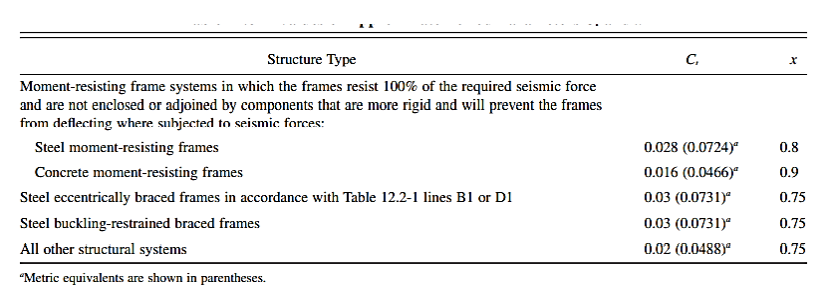 Structure Type C_t x
Moment-resisting frame systems in which the frames resist 100% of the required seismic force
and are not enclosed or adjoined by components that are more rigid and will prevent the frames
from deflecting where subjected to seismic forces:
Steel moment-resisting frames 0.028 (0.0724)ᵃ 0.8
Concrete moment-resisting frames 0.016 (0.0466)ᵃ 0.9
Steel eccentrically braced frames in accordance with Table 12.2-1 lines B1 or D1 0.03 (0.0731)ᵃ 0.75
Steel buckling-restrained braced frames 0.03 (0.0731)ᵃ 0.75
All other structural systems 0.02 (0.0488)ᵃ 0.75
ᵃMetric equivalents are shown in parentheses.